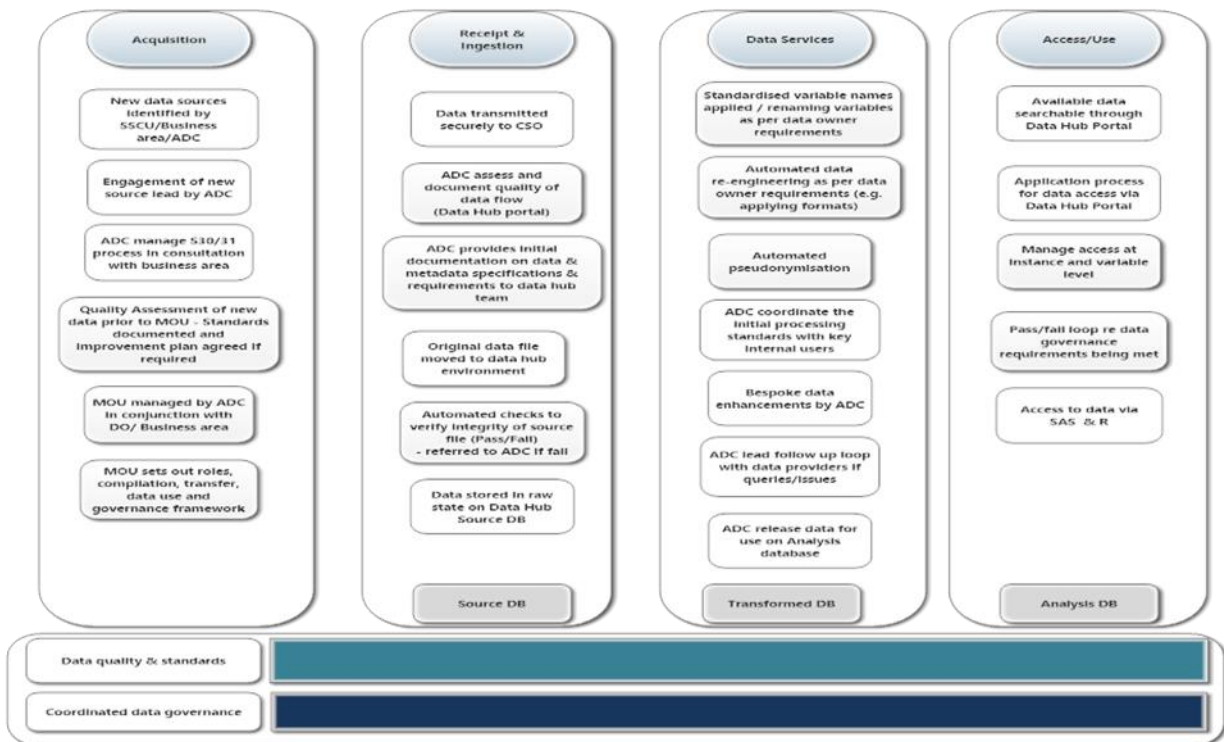 Acquisition
New data sources
identified by
SSCU/Business
area/ADC
Engagement of new
source lead by ADC
ADC manage S30/31
process in consultation
with business area
Quality Assessment of new
data prior to MOU - Standards
documented and
improvement plan agreed if
required
MOU managed by ADC
in conjunction with
DO/ Business area
MOU sets out roles,
compilation, transfer,
data use and
governance framework
Receipt &
Ingestion
Data transmitted
securely to CSO
ADC assess and
document quality of
data flow
(Data Hub portal)
ADC provides initial
documentation on data &
metadata specifications &
requirements to data hub
team
Original data file
moved to data hub
environment
Automated checks to
verify integrity of source
file (Pass/Fail)
- referred to ADC if fail
Data stored in raw
state on Data Hub
Source DB
Source DB
Data Services
Standardised variable names
applied / renaming variables
as per data owner
requirements
Automated data
re-engineering as per data
owner requirements (e.g.
applying formats)
Automated
pseudonymisation
ADC coordinate the
initial processing
standards with key
internal users
Bespoke data
enhancements by ADC
ADC lead follow up loop
with data providers if
queries/issues
ADC release data for
use on Analysis
database
Transformed DB
Access/Use
Available data
searchable through
Data Hub Portal
Application process
for data access via
Data Hub Portal
Manage access at
instance and variable
level
Pass/fail loop re data
governance
requirements being met
Access to data via
SAS & R
Analysis DB
Data quality & standards
Coordinated data governance